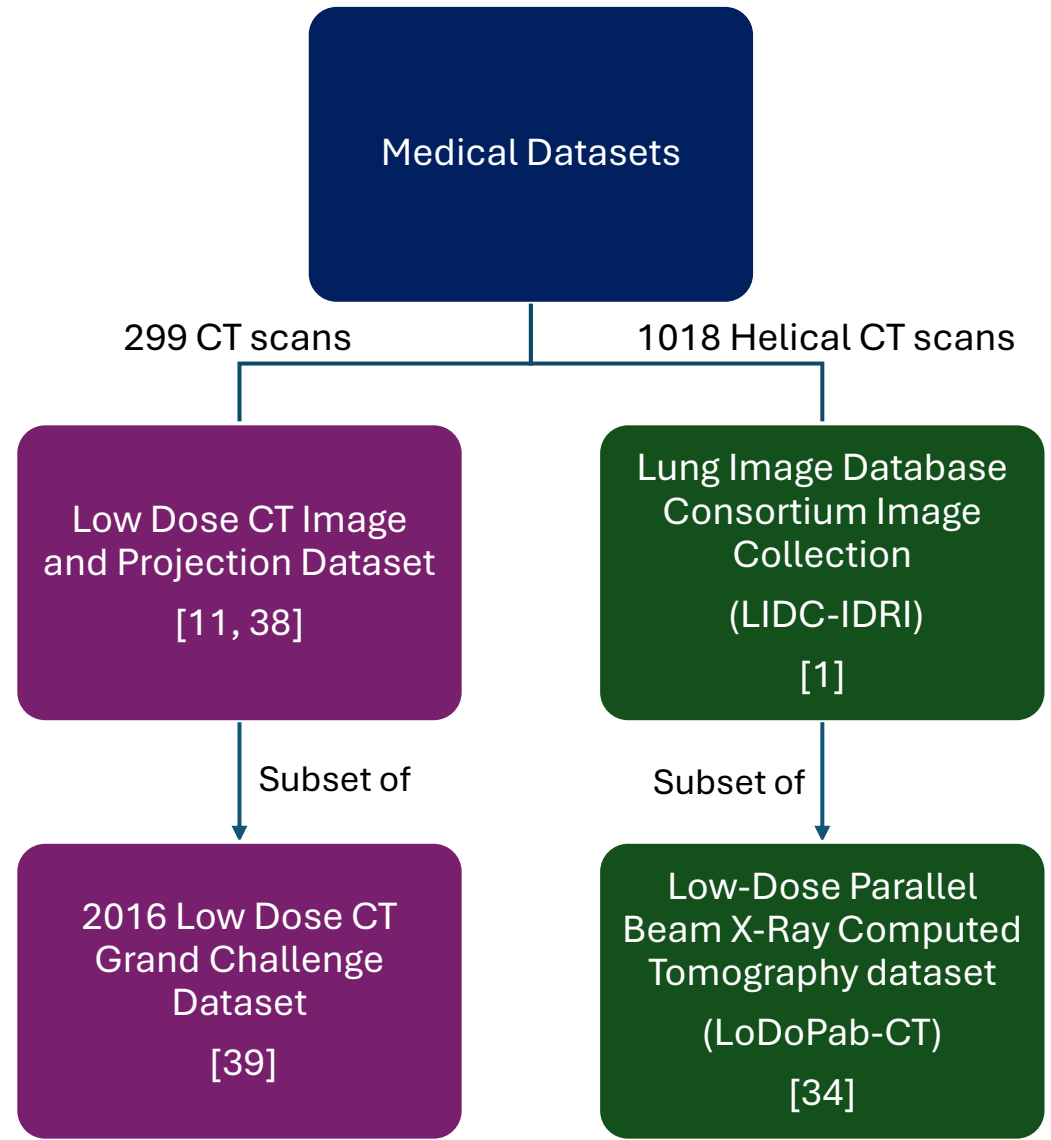 Medical Datasets
299 CT scans
1018 Helical CT scans
Low Dose CT Image
and Projection Dataset
[11, 38]
Lung Image Database
Consortium Image
Collection
(LIDC-IDRI)
[1]
Subset of
Subset of
2016 Low Dose CT
Grand Challenge
Dataset
[39]
Low-Dose Parallel
Beam X-Ray Computed
Tomography dataset
(LoDoPab-CT)
[34]